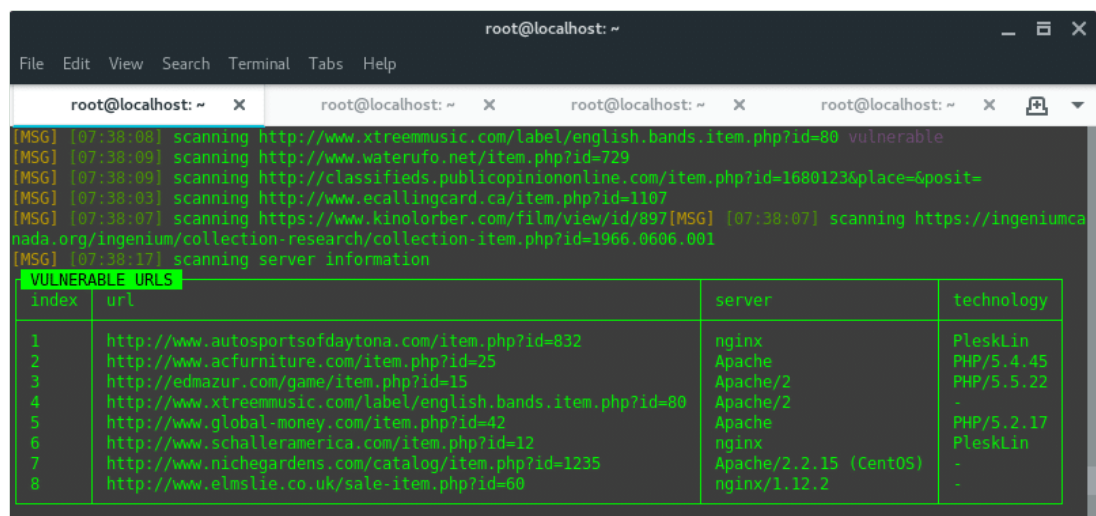 root@localhost: ~
File Edit View Search Terminal Tabs Help
root@localhost: ~ root@localhost: ~ root@localhost: ~ root@localhost: ~
[MSG] [07:38:08] scanning http://www.xtreemmusic.com/label/english.bands.item.php?id=80 vulnerable
[MSG] [07:38:09] scanning http://www.waterufo.net/item.php?id=729
[MSG] [07:38:09] scanning http://classifieds.publicopiniononline.com/item.php?id=1680123&place=&posit=
[MSG] [07:38:03] scanning http://www.ecallingcard.ca/item.php?id=1107
[MSG] [07:38:07] scanning https://www.kinolorber.com/film/view/id/897[MSG] [07:38:07] scanning https://ingeniumca
nada.org/ingenium/collection-research/collection-item.php?id=1966.0606.001
[MSG] [07:38:17] scanning server information
VULNERABLE URLS
index url server technology
1 http://www.autosportsofdaytona.com/item.php?id=832 nginx PleskLin
2 http://www.acfurniture.com/item.php?id=25 Apache PHP/5.4.45
3 http://edmazur.com/game/item.php?id=15 Apache/2 PHP/5.5.22
4 http://www.xtreemmusic.com/label/english.bands.item.php?id=80 Apache/2 -
5 http://www.global-money.com/item.php?id=42 Apache PHP/5.2.17
6 http://www.schalleramerica.com/item.php?id=12 nginx PleskLin
7 http://www.nichegardens.com/catalog/item.php?id=1235 Apache/2.2.15 (CentOS) -
8 http://www.elmslie.co.uk/sale-item.php?id=60 nginx/1.12.2 -